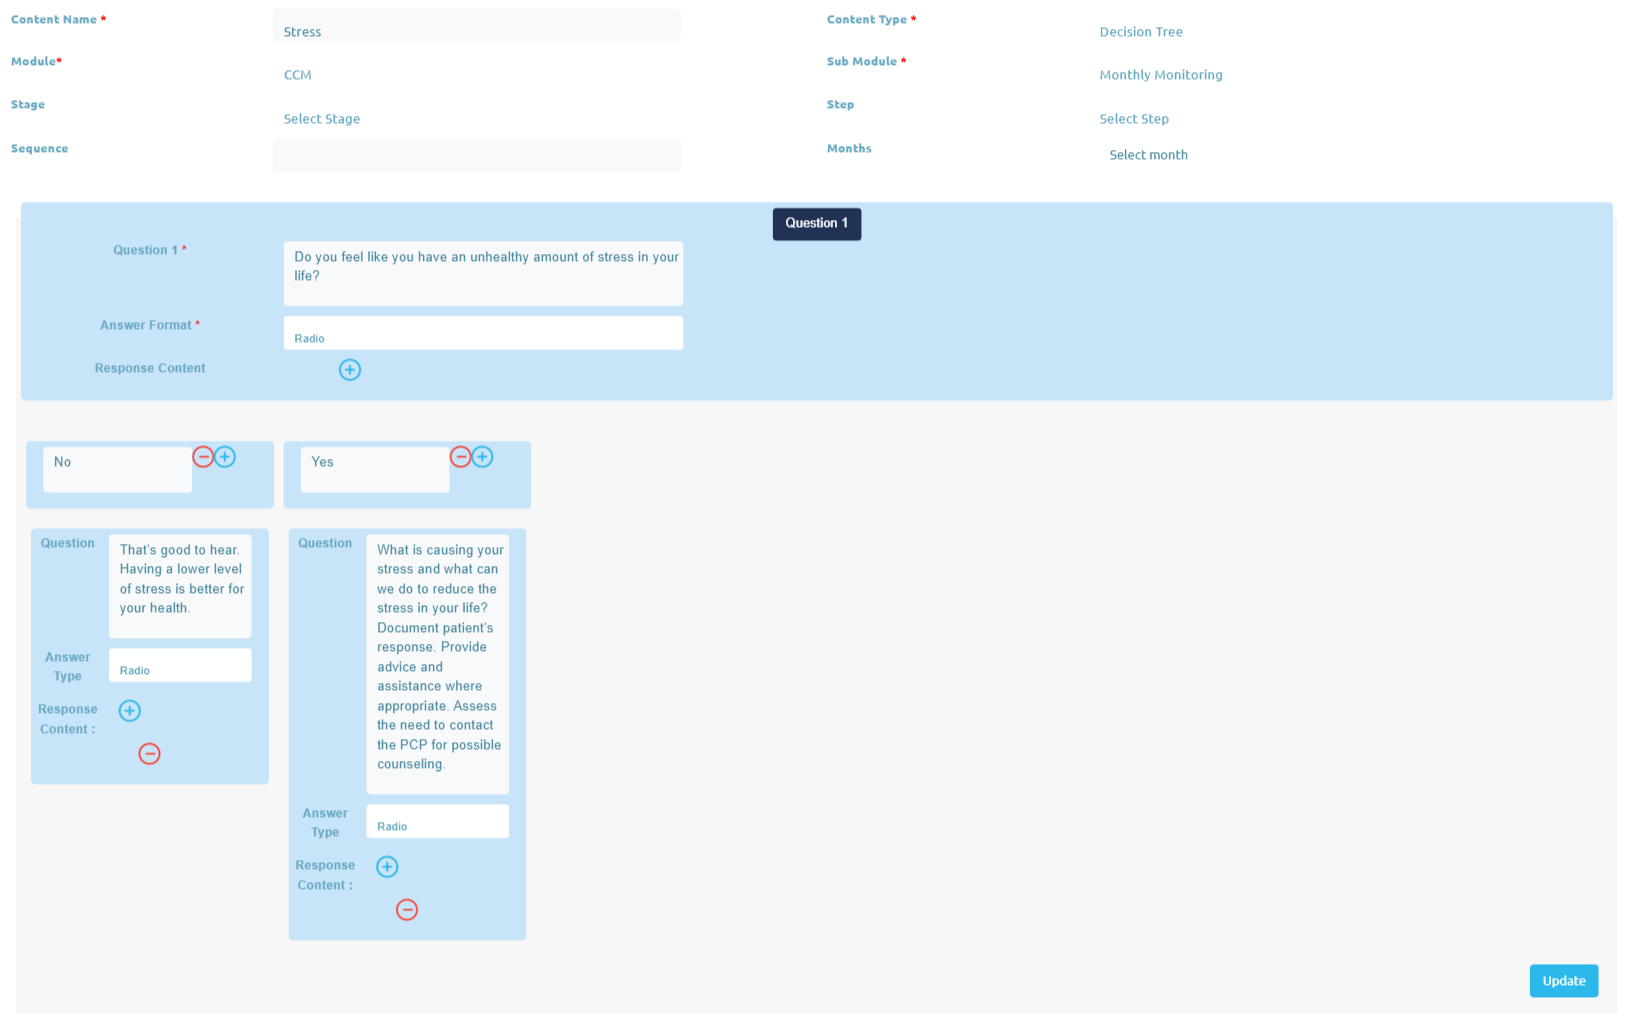 Content Name *
Stress
Content Type *
Decision Tree
Module*
CCM
Sub Module *
Monthly Monitoring
Stage
Select Stage
Step
Select Step
Sequence
Months
Select month
Question 1
Question 1 *
Do you feel like you have an unhealthy amount of stress in your
life?
Answer Format *
Radio
Response Content
No
Yes
Question
That's good to hear.
Having a lower level
of stress is better for
your health.
Answer
Type
Radio
Response
Content :
Question
What is causing your
stress and what can
we do to reduce the
stress in your life?
Document patient's
response. Provide
advice and
assistance where
appropriate. Assess
the need to contact
the PCP for possible
counseling.
Answer
Type
Radio
Response
Content :
Update